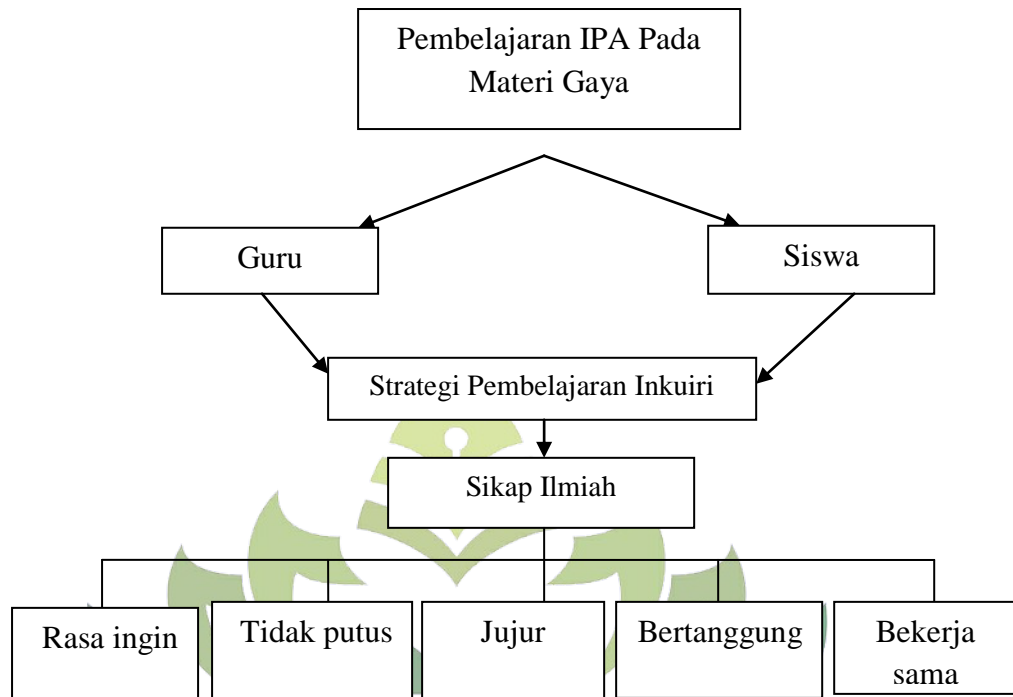 Pembelajaran IPA Pada
Materi Gaya
Guru
Siswa
Strategi Pembelajaran Inkuiri
Sikap Ilmiah
Rasa ingin
Tidak putus
Jujur
Bertanggung
Bekerja
sama